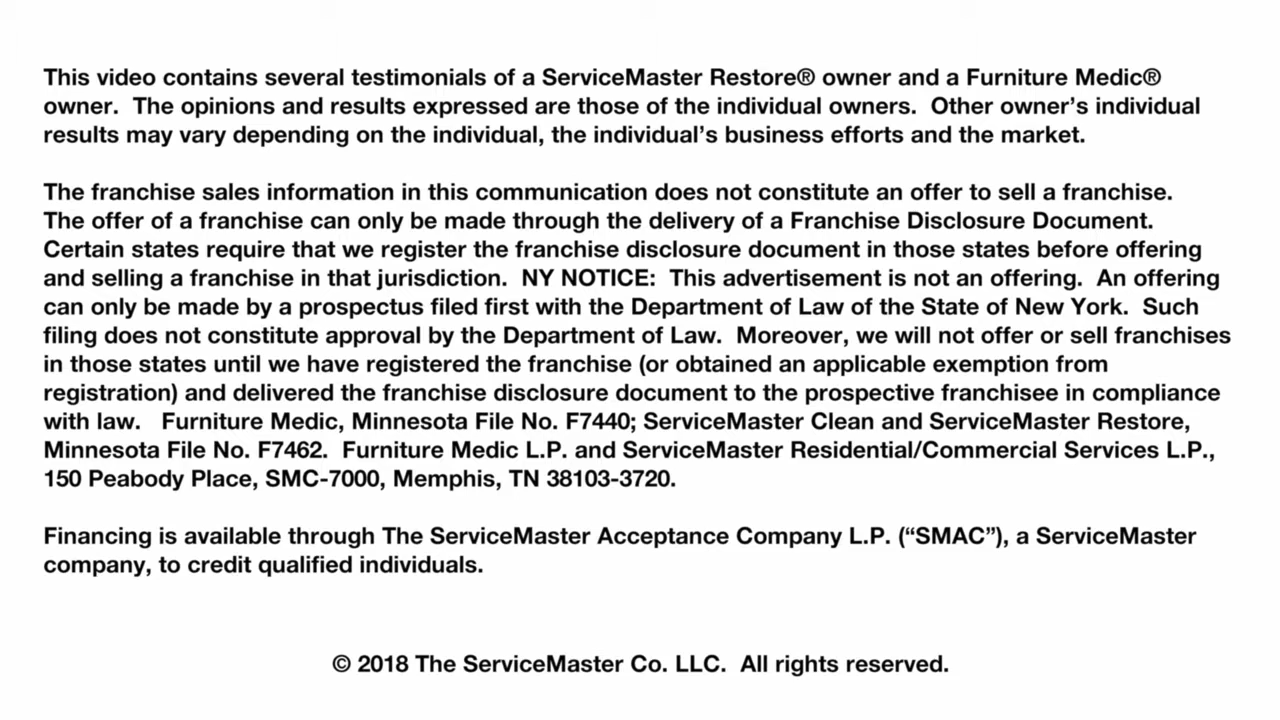 This video contains several testimonials of a ServiceMaster Restore® owner and a Furniture Medic®
owner.  The opinions and results expressed are those of the individual owners.  Other owner’s individual
results may vary depending on the individual, the individual’s business efforts and the market.
The franchise sales information in this communication does not constitute an offer to sell a franchise.
The offer of a franchise can only be made through the delivery of a Franchise Disclosure Document.
Certain states require that we register the franchise disclosure document in those states before offering
and selling a franchise in that jurisdiction.  NY NOTICE:  This advertisement is not an offering.  An offering
can only be made by a prospectus filed first with the Department of Law of the State of New York.  Such
filing does not constitute approval by the Department of Law.  Moreover, we will not offer or sell franchises
in those states until we have registered the franchise (or obtained an applicable exemption from
registration) and delivered the franchise disclosure document to the prospective franchisee in compliance
with law.   Furniture Medic, Minnesota File No. F7440; ServiceMaster Clean and ServiceMaster Restore,
Minnesota File No. F7462.  Furniture Medic L.P. and ServiceMaster Residential/Commercial Services L.P.,
150 Peabody Place, SMC-7000, Memphis, TN 38103-3720.
Financing is available through The ServiceMaster Acceptance Company L.P. (“SMAC”), a ServiceMaster
company, to credit qualified individuals.
© 2018 The ServiceMaster Co. LLC.  All rights reserved.